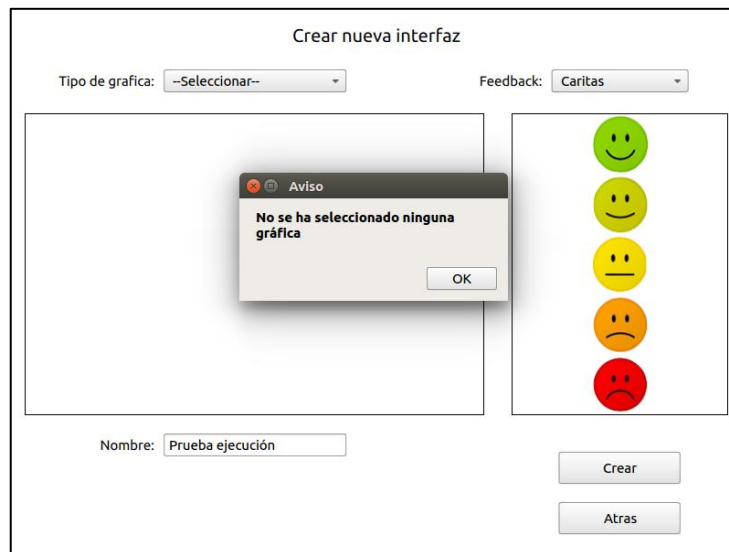 Crear nueva interfaz
Tipo de grafica: --Seleccionar--
Feedback: Caritas
Aviso
No se ha seleccionado ninguna
gráfica
OK
Nombre: Prueba ejecución
Crear
Atras